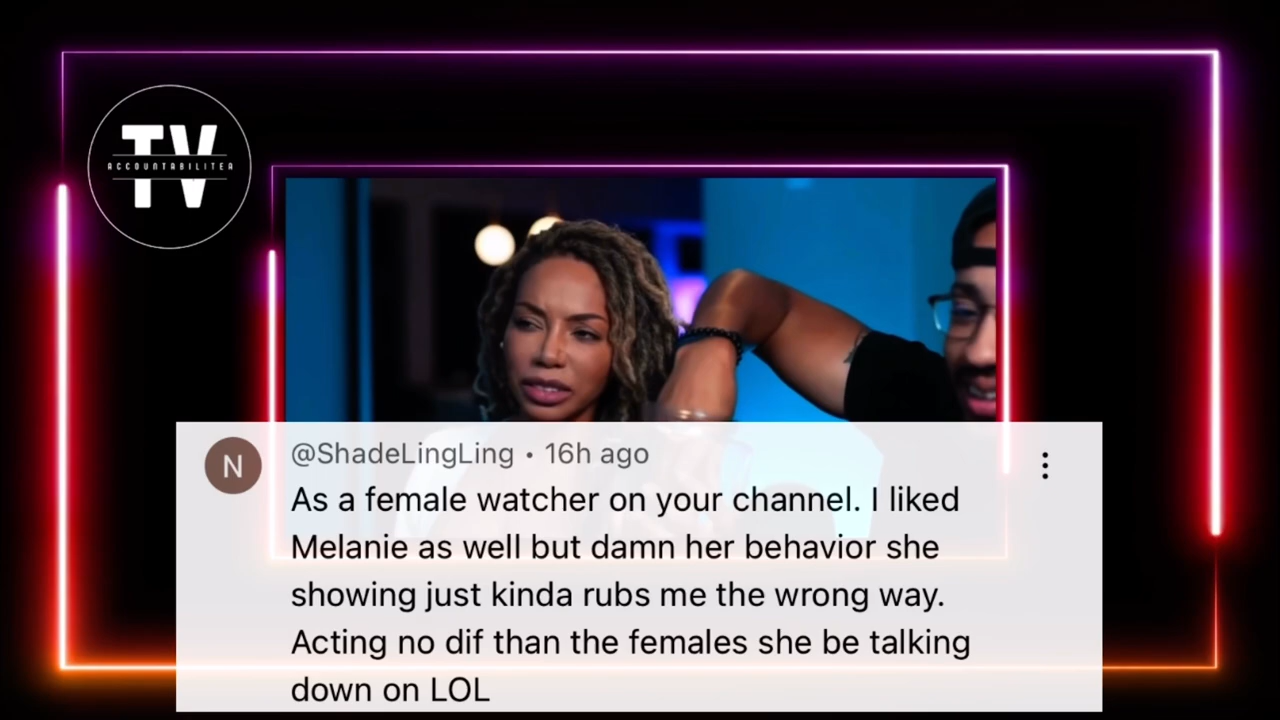 TV
ACCOUNTABILITEA
N
@ShadeLingLing • 16h ago
As a female watcher on your channel. I liked
Melanie as well but damn her behavior she
showing just kinda rubs me the wrong way.
Acting no dif than the females she be talking
down on LOL